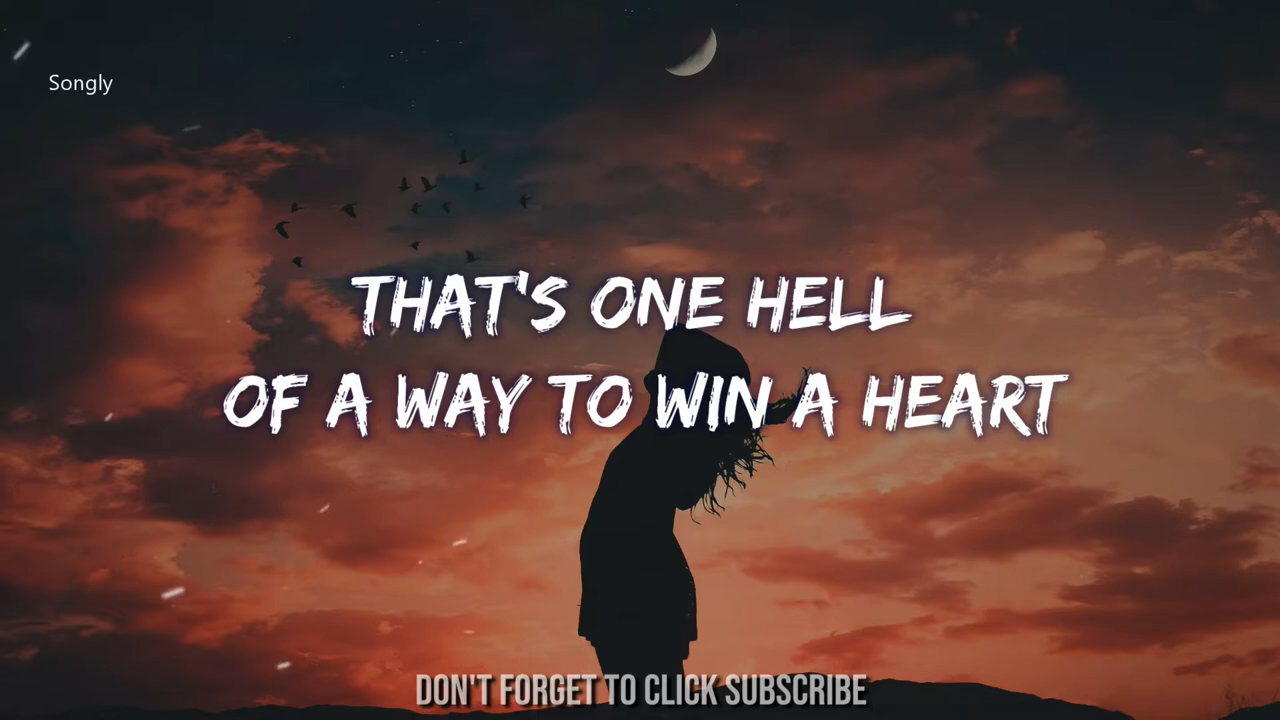 Songly
THAT'S ONE HELL
OF A WAY TO WIN A HEART
DON'T FORGET TO CLICK SUBSCRIBE